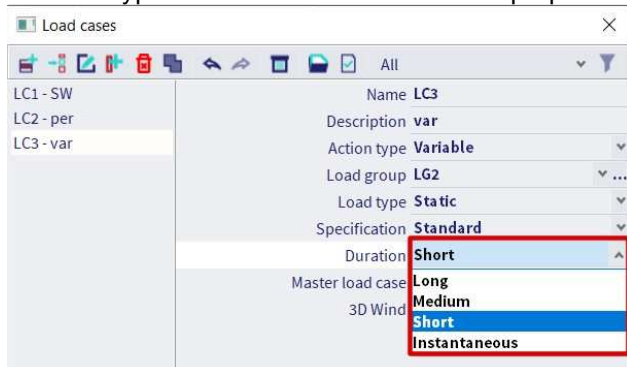 Load cases
All
LC1 - SW
LC2 - per
LC3 - var
Name LC3
Description var
Action type Variable
Load group LG2 ...
Load type Static
Specification Standard
Duration Short
Master load case
3D Wind
Long
Medium
Short
Instantaneous